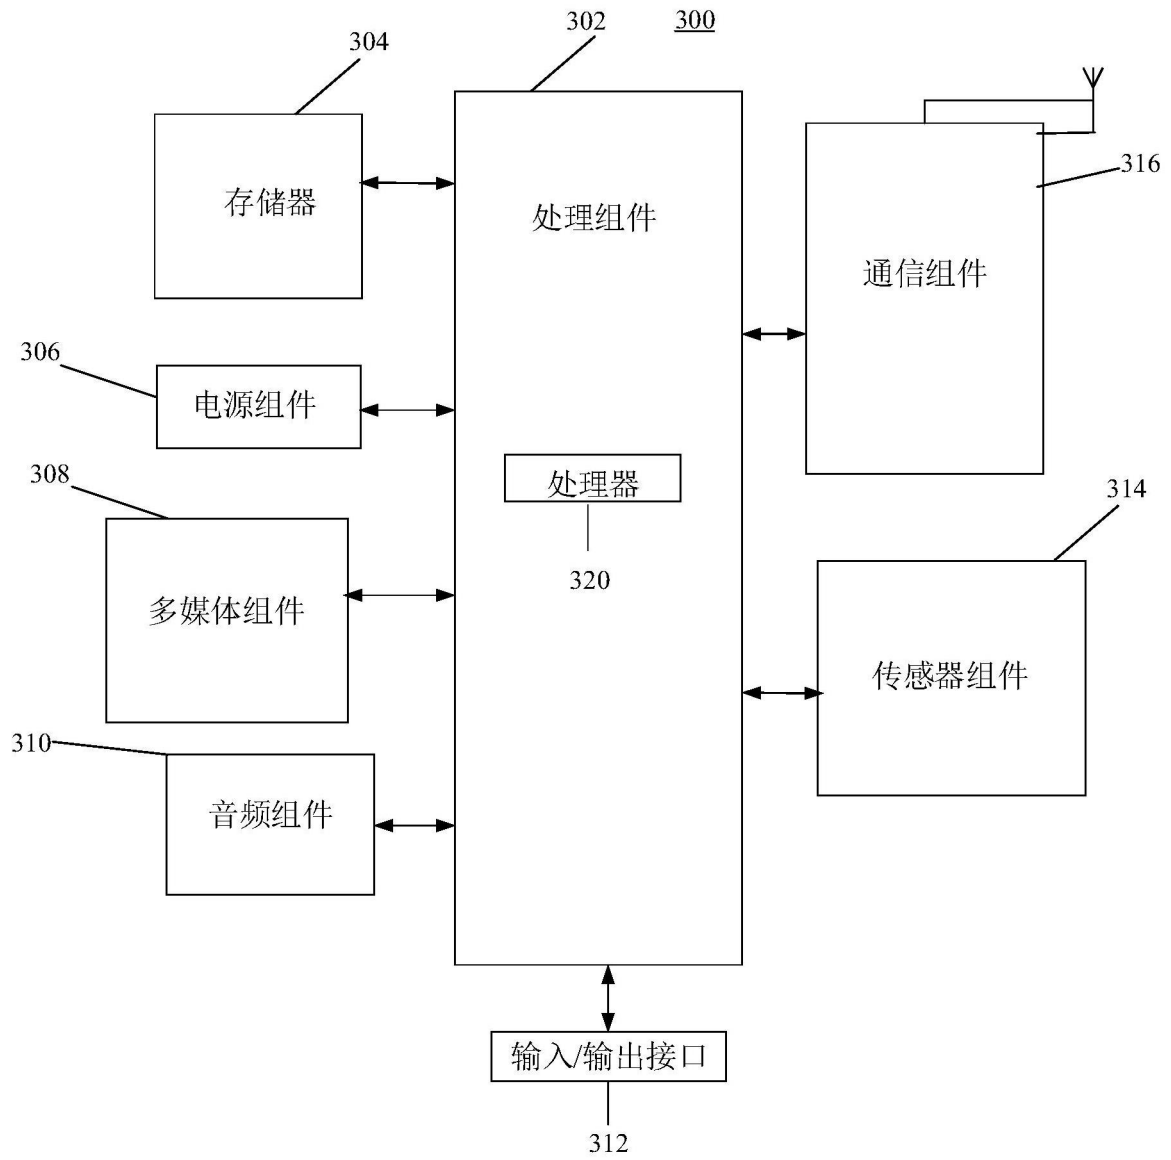 302
300
304
316
存储器
处理组件
通信组件
306
电源组件
308
处理器
314
320
多媒体组件
传感器组件
310
音频组件
输入/输出接口
312